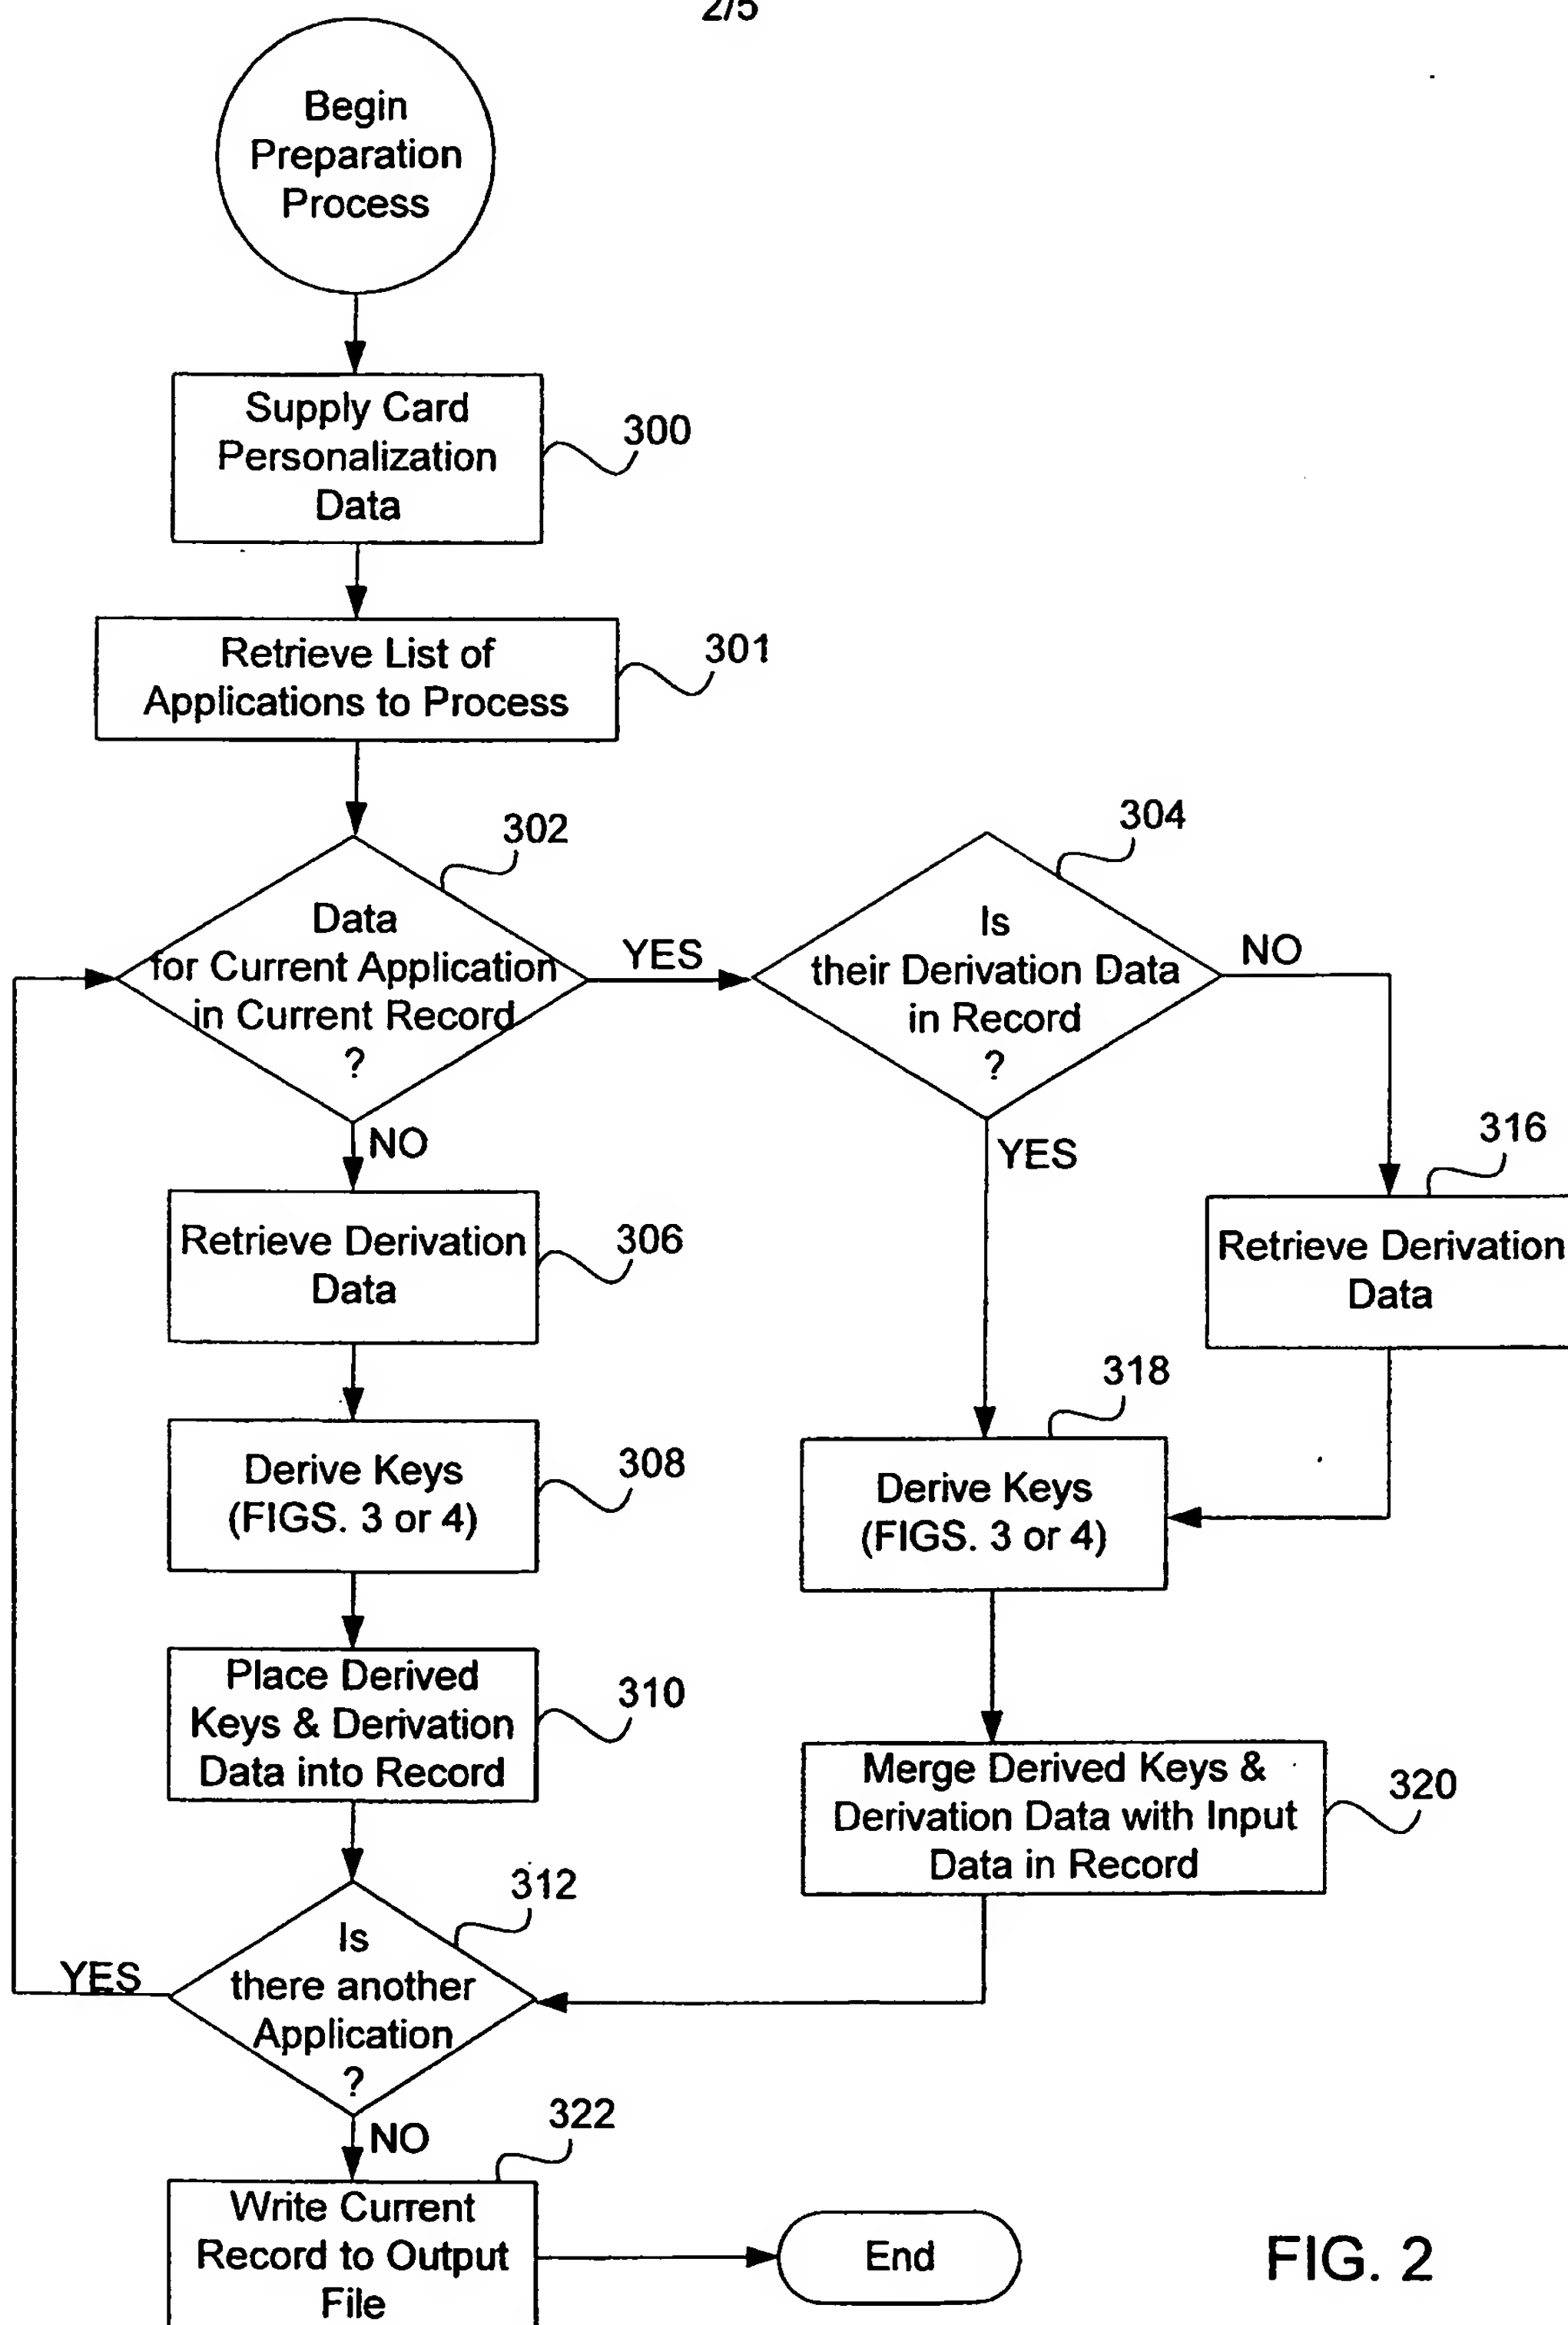 2/5
Begin
Preparation
Process
Supply Card
Personalization
Data
300
Retrieve List of
Applications to Process
301
302
Data
for Current Application
in Current Record
?
YES
NO
304
Is
their Derivation Data
in Record
?
NO
YES
316
Retrieve Derivation
Data
Retrieve Derivation
Data
306
318
Derive Keys
(FIGS. 3 or 4)
308
Derive Keys
(FIGS. 3 or 4)
Place Derived
Keys & Derivation
Data into Record
310
Merge Derived Keys &
Derivation Data with Input
Data in Record
320
312
Is
there another
Application
?
YES
NO
322
Write Current
Record to Output
File
End
FIG. 2